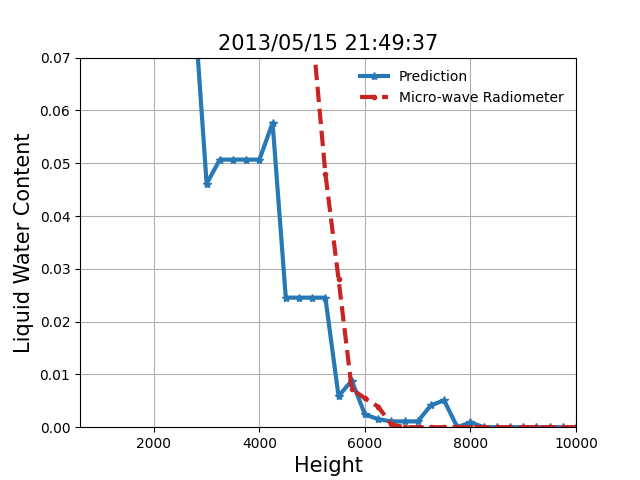 2013/05/15 21:49:37
0.07
0.06
0.05
0.04
0.03
0.02
0.01
0.00
Liquid Water Content
Prediction
Micro-wave Radiometer
2000 4000 6000 8000 10000
Height